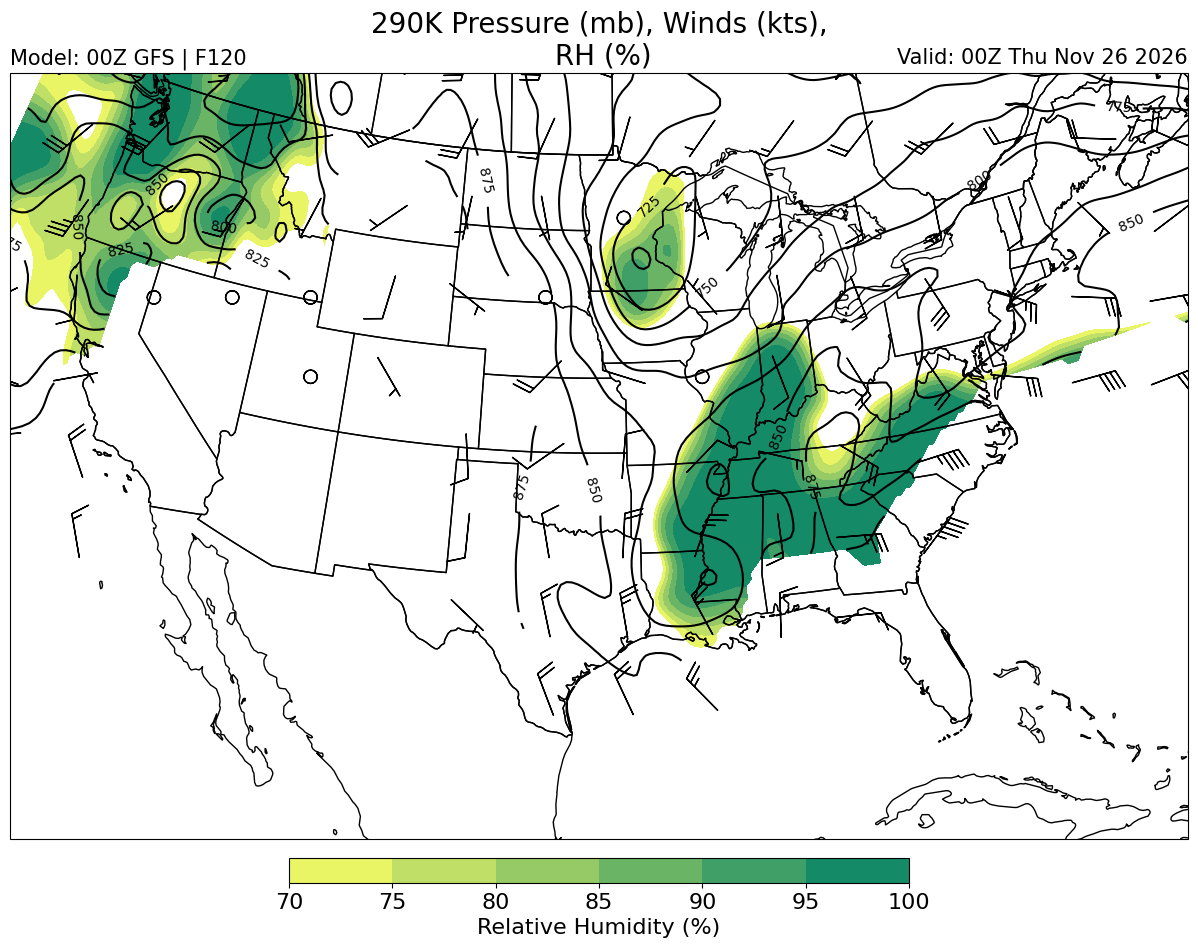 290K Pressure (mb), Winds (kts),
RH (%)
Model: 00Z GFS | F120
Valid: 00Z Thu Nov 26 2026
775
875
850
800
725
850
850
800
825
825
75
750
850
875
850
875
70 75 80 85 90 95 100
Relative Humidity (%)